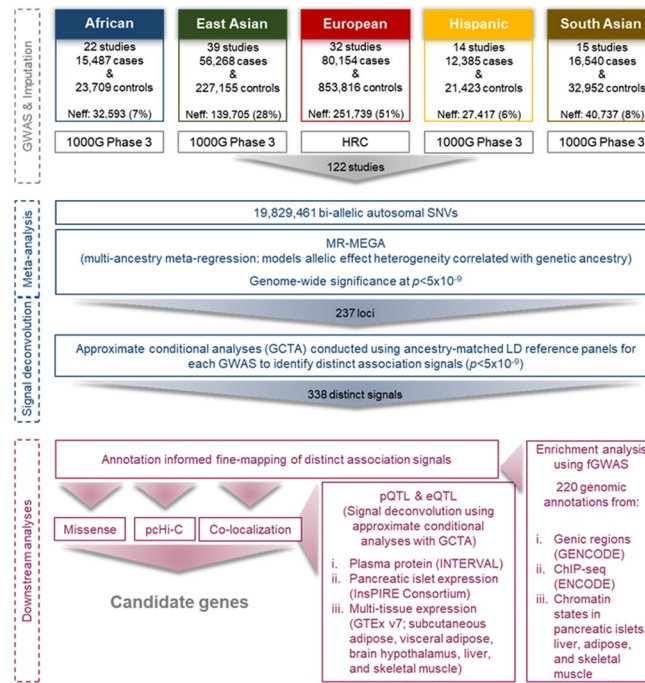 GWAS & Imputation
African
22 studies
15,487 cases
&
23,709 controls
Neff: 32,593 (7%)
1000G Phase 3
East Asian
39 studies
56,268 cases
&
227,155 controls
Neff: 139,705 (28%)
1000G Phase 3
European
32 studies
80,154 cases
&
853,816 controls
Neff: 251,739 (51%)
HRC
Hispanic
14 studies
12,385 cases
&
21,423 controls
Neff: 27,417 (6%)
1000G Phase 3
South Asian
15 studies
16,540 cases
&
32,952 controls
Neff: 40,737 (8%)
1000G Phase 3
122 studies
Meta-analysis
19,829,461 bi-allelic autosomal SNVs
MR-MEGA
(multi-ancestry meta-regression: models allelic effect heterogeneity correlated with genetic ancestry)
Genome-wide significance at p<5x10⁻⁹
237 loci
Signal deconvolution
Approximate conditional analyses (GCTA) conducted using ancestry-matched LD reference panels for
each GWAS to identify distinct association signals (p<5x10⁻⁹)
338 distinct signals
Downstream analyses
Annotation informed fine-mapping of distinct association signals
Missense
pcHi-C
Co-localization
Candidate genes
pQTL & eQTL
(Signal deconvolution using
approximate conditional
analyses with GCTA)
i. Plasma protein (INTERVAL)
ii. Pancreatic islet expression
(InsPIRE Consortium)
iii. Multi-tissue expression
(GTEx v7; subcutaneous
adipose, visceral adipose,
brain hypothalamus, liver,
and skeletal muscle)
Enrichment analysis
using fGWAS
220 genomic
annotations from:
i. Genic regions
(GENCODE)
ii. ChIP-seq
(ENCODE)
iii. Chromatin
states in
pancreatic islets,
liver, adipose,
and skeletal
muscle